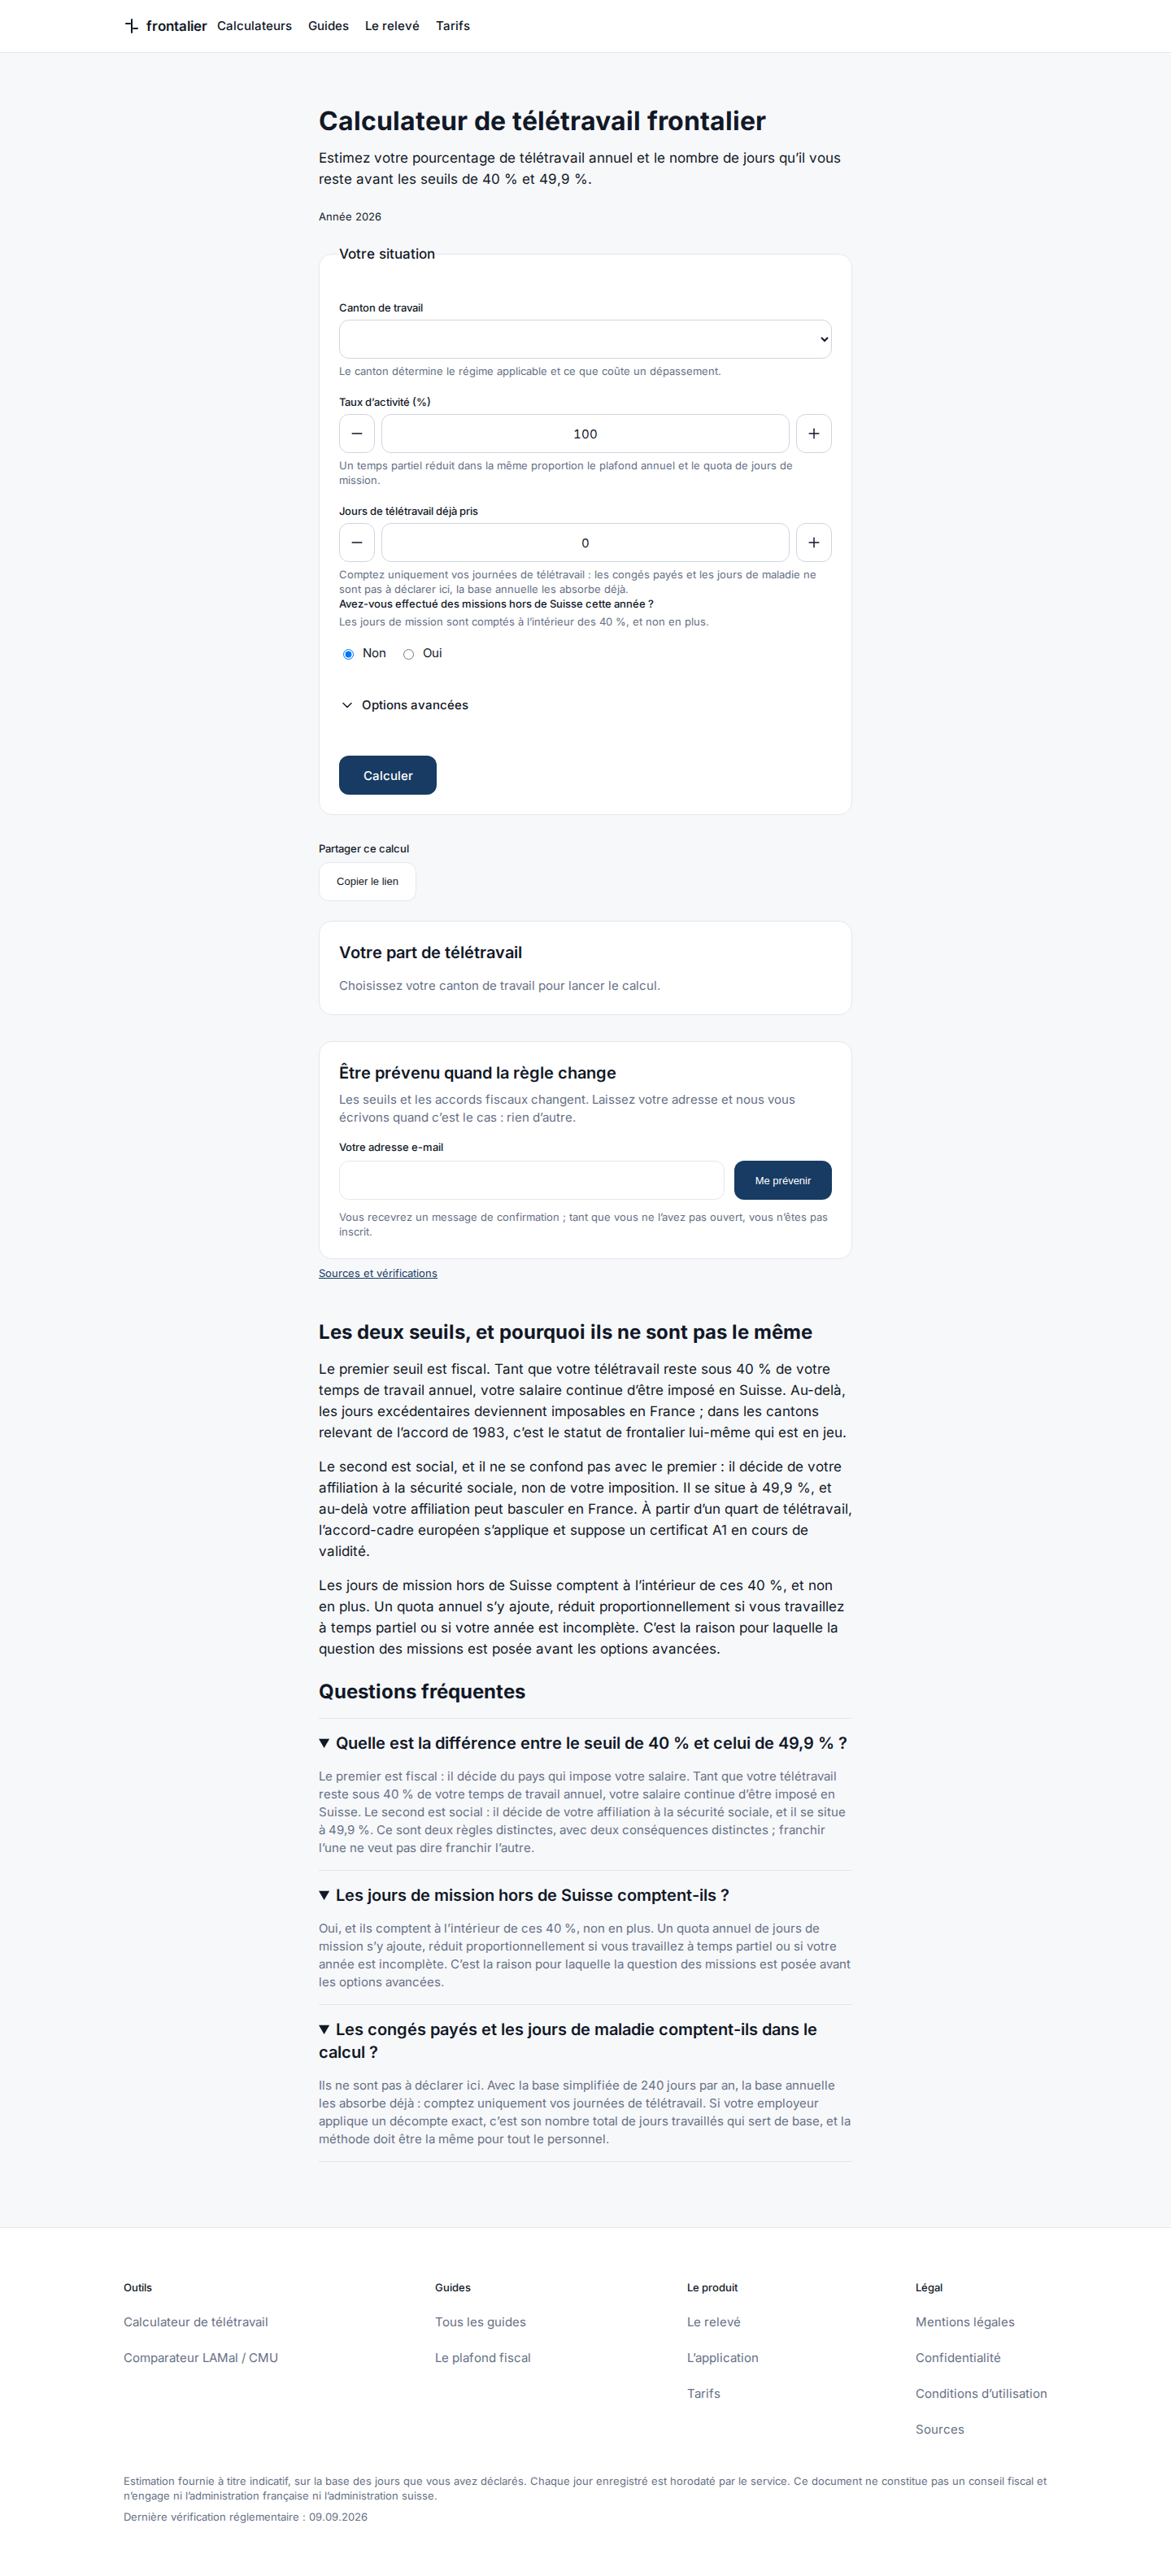 frontalier Calculateurs Guides Le relevé Tarifs
Calculateur de télétravail frontalier
Estimez votre pourcentage de télétravail annuel et le nombre de jours qu’il vous
reste avant les seuils de 40 % et 49,9 %.
Année 2026
Votre situation
Canton de travail
Le canton détermine le régime applicable et ce que coûte un dépassement.
Taux d’activité (%)
100
Un temps partiel réduit dans la même proportion le plafond annuel et le quota de jours de
mission.
Jours de télétravail déjà pris
0
Comptez uniquement vos journées de télétravail : les congés payés et les jours de maladie ne
sont pas à déclarer ici, la base annuelle les absorbe déjà.
Avez-vous effectué des missions hors de Suisse cette année ?
Les jours de mission sont comptés à l’intérieur des 40 %, et non en plus.
Non Oui
Options avancées
Calculer
Partager ce calcul
Copier le lien
Votre part de télétravail
Choisissez votre canton de travail pour lancer le calcul.
Être prévenu quand la règle change
Les seuils et les accords fiscaux changent. Laissez votre adresse et nous vous
écrivons quand c’est le cas : rien d’autre.
Votre adresse e-mail
Me prévenir
Vous recevrez un message de confirmation ; tant que vous ne l’avez pas ouvert, vous n’êtes pas
inscrit.
Sources et vérifications
Les deux seuils, et pourquoi ils ne sont pas le même
Le premier seuil est fiscal. Tant que votre télétravail reste sous 40 % de votre
temps de travail annuel, votre salaire continue d’être imposé en Suisse. Au-delà,
les jours excédentaires deviennent imposables en France ; dans les cantons
relevant de l’accord de 1983, c’est le statut de frontalier lui-même qui est en jeu.
Le second est social, et il ne se confond pas avec le premier : il décide de votre
affiliation à la sécurité sociale, non de votre imposition. Il se situe à 49,9 %, et
au-delà votre affiliation peut basculer en France. À partir d’un quart de télétravail,
l’accord-cadre européen s’applique et suppose un certificat A1 en cours de
validité.
Les jours de mission hors de Suisse comptent à l’intérieur de ces 40 %, et non
en plus. Un quota annuel s’y ajoute, réduit proportionnellement si vous travaillez
à temps partiel ou si votre année est incomplète. C’est la raison pour laquelle la
question des missions est posée avant les options avancées.
Questions fréquentes
Quelle est la différence entre le seuil de 40 % et celui de 49,9 % ?
Le premier est fiscal : il décide du pays qui impose votre salaire. Tant que votre télétravail
reste sous 40 % de votre temps de travail annuel, votre salaire continue d’être imposé en
Suisse. Le second est social : il décide de votre affiliation à la sécurité sociale, et il se situe
à 49,9 %. Ce sont deux règles distinctes, avec deux conséquences distinctes ; franchir
l’une ne veut pas dire franchir l’autre.
Les jours de mission hors de Suisse comptent-ils ?
Oui, et ils comptent à l’intérieur de ces 40 %, non en plus. Un quota annuel de jours de
mission s’y ajoute, réduit proportionnellement si vous travaillez à temps partiel ou si votre
année est incomplète. C’est la raison pour laquelle la question des missions est posée avant
les options avancées.
Les congés payés et les jours de maladie comptent-ils dans le
calcul ?
Ils ne sont pas à déclarer ici. Avec la base simplifiée de 240 jours par an, la base annuelle
les absorbe déjà : comptez uniquement vos journées de télétravail. Si votre employeur
applique un décompte exact, c’est son nombre total de jours travaillés qui sert de base, et la
méthode doit être la même pour tout le personnel.
Outils
Calculateur de télétravail
Comparateur LAMal / CMU
Guides
Tous les guides
Le plafond fiscal
Le produit
Le relevé
L’application
Tarifs
Légal
Mentions légales
Confidentialité
Conditions d’utilisation
Sources
Estimation fournie à titre indicatif, sur la base des jours que vous avez déclarés. Chaque jour enregistré est horodaté par le service. Ce document ne constitue pas un conseil fiscal et
n’engage ni l’administration française ni l’administration suisse.
Dernière vérification réglementaire : 09.09.2026